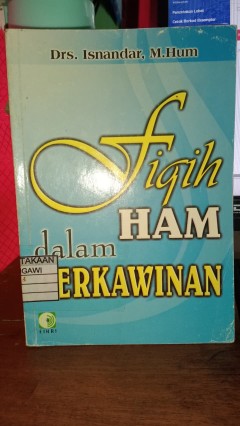 Drs. Isnandar, M.Hum
Fiqih
HAM
dalam
ERKAWINAN
TAKAAN
GAWI